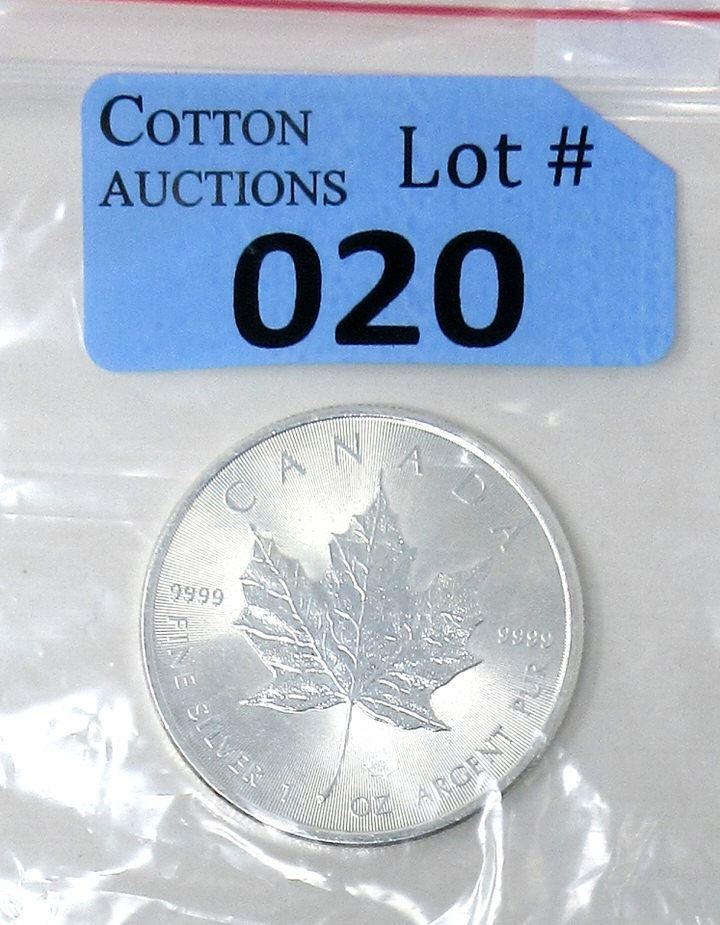 COTTON
AUCTIONS
Lot #
020
CANADA
9999
9999
FINE SILVER 1 OZ ARGENT PUR